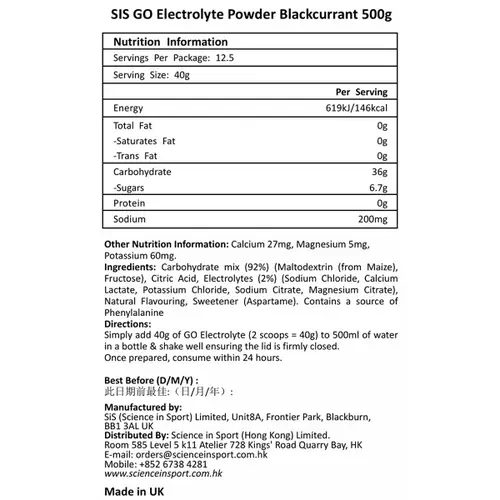 SIS GO Electrolyte Powder Blackcurrant 500g
Nutrition Information
Servings Per Package: 12.5
Serving Size: 40g
Per Serving
Energy 619kJ/146kcal
Total Fat 0g
-Saturates Fat 0g
-Trans Fat 0g
Carbohydrate 36g
-Sugars 6.7g
Protein 0g
Sodium 200mg
Other Nutrition Information: Calcium 27mg, Magnesium 5mg,
Potassium 60mg.
Ingredients: Carbohydrate mix (92%) (Maltodextrin (from Maize),
Fructose), Citric Acid, Electrolytes (2%) (Sodium Chloride, Calcium
Lactate, Potassium Chloride, Sodium Citrate, Magnesium Citrate),
Natural Flavouring, Sweetener (Aspartame). Contains a source of
Phenylalanine
Directions:
Simply add 40g of GO Electrolyte (2 scoops = 40g) to 500ml of water
in a bottle & shake well ensuring the lid is firmly closed.
Once prepared, consume within 24 hours.
Best Before (D/M/Y) :
此日期前最佳:（日/月/年）:
Manufactured by:
SiS (Science in Sport) Limited, Unit8A, Frontier Park, Blackburn,
BB1 3AL UK
Distributed By: Science in Sport (Hong Kong) Limited.
Room 585 Level 5 k11 Atelier 728 Kings' Road Quarry Bay, HK
E-mail: orders@scienceinsport.com.hk
Mobile: +852 6738 4281
www.scienceinsport.com.hk
Made in UK